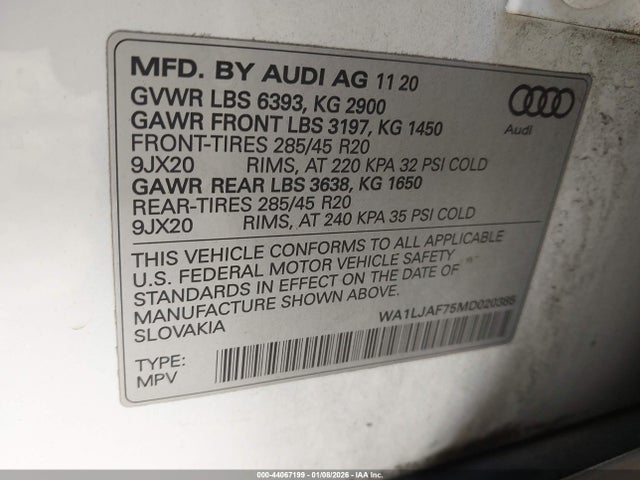 MFD. BY AUDI AG 11 20
GVWR LBS 6393, KG 2900
GAWR FRONT LBS 3197, KG 1450
FRONT-TIRES 285/45 R20
9JX20 RIMS, AT 220 KPA 32 PSI COLD
GAWR REAR LBS 3638, KG 1650
REAR-TIRES 285/45 R20
9JX20 RIMS, AT 240 KPA 35 PSI COLD
Audi
THIS VEHICLE CONFORMS TO ALL APPLICABLE
U.S. FEDERAL MOTOR VEHICLE SAFETY
STANDARDS IN EFFECT ON THE DATE OF
MANUFACTURE SHOWN ABOVE.
SLOVAKIA
WA1LJAF75MD020385
TYPE:
MPV
000-44067199 - 01/08/2026 - IAA Inc.